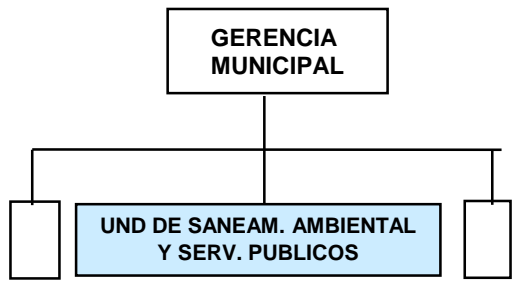 GERENCIA
MUNICIPAL
UND DE SANEAM. AMBIENTAL
Y SERV. PUBLICOS